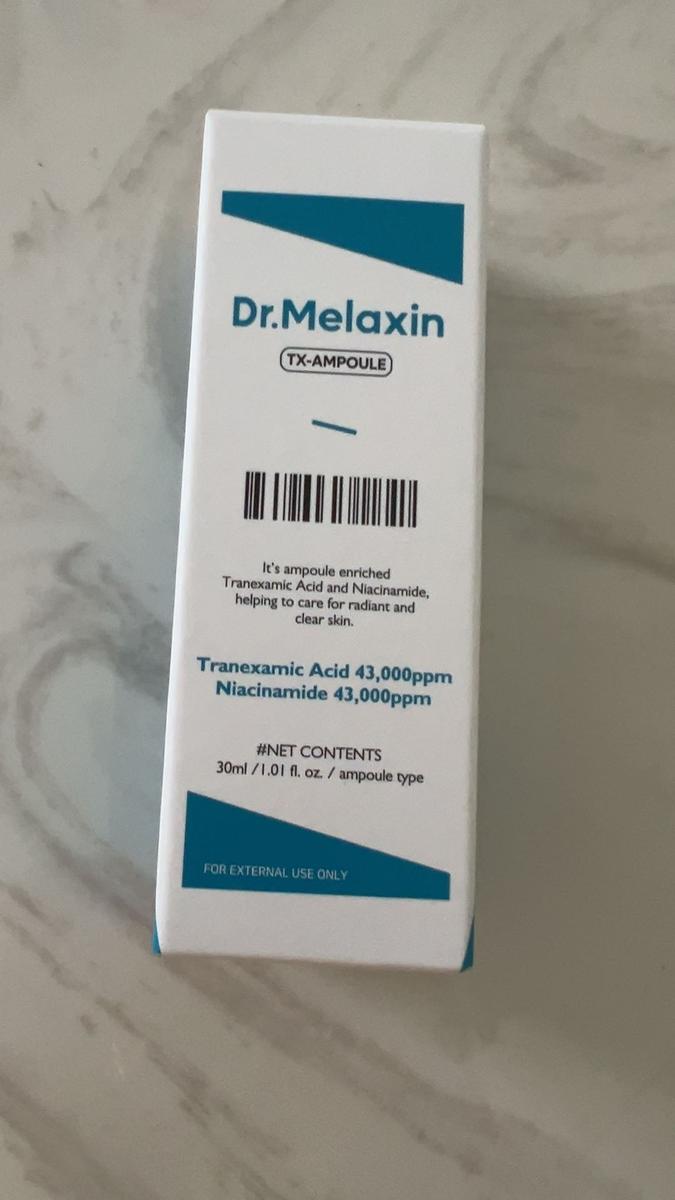 Dr.Melaxin
TX-AMPOULE
It's ampoule enriched
Tranexamic Acid and Niacinamide,
helping to care for radiant and
clear skin.
Tranexamic Acid 43,000ppm
Niacinamide 43,000ppm
#NET CONTENTS
30ml /1.01 fl. oz. / ampoule type
FOR EXTERNAL USE ONLY